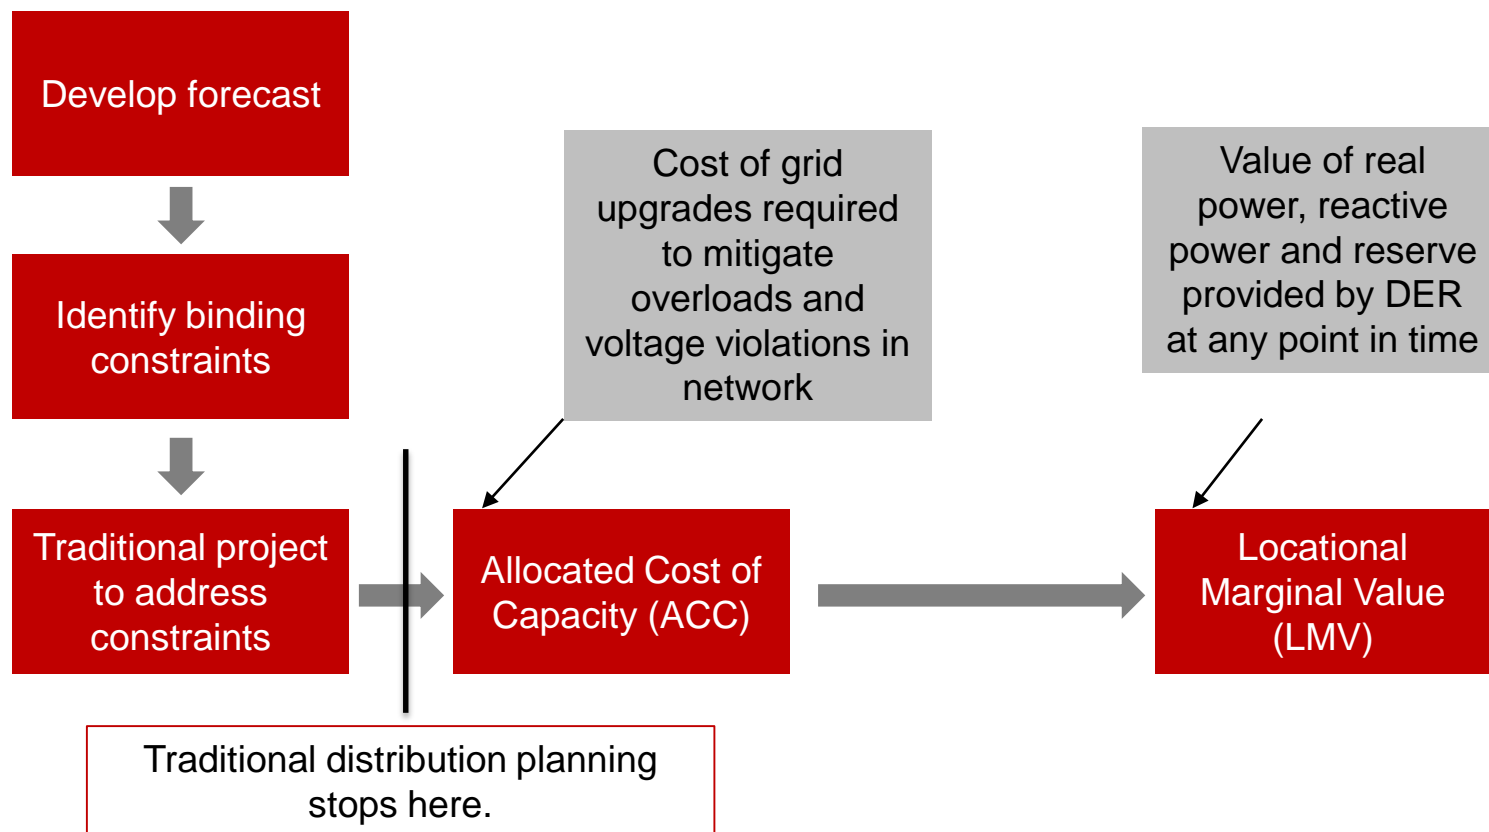 Develop forecast
Identify binding
constraints
Traditional project
to address
constraints
Cost of grid
upgrades required
to mitigate
overloads and
voltage violations in
network
Allocated Cost of
Capacity (ACC)
Value of real
power, reactive
power and reserve
provided by DER
at any point in time
Locational
Marginal Value
(LMV)
Traditional distribution planning
stops here.